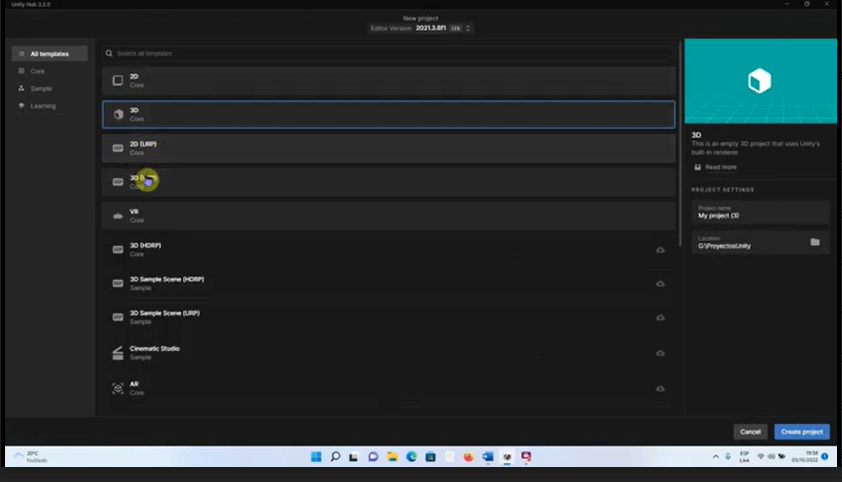 Unity Hub 3.2.0
New project
Editor Version: 2021.3.8f1 LTS
All templates
Core
Sample
Learning
Search all templates
2D
Core
3D
Core
2D (URP)
Core
3D
VR
Core
3D (HDRP)
Core
3D Sample Scene (HDRP)
Sample
3D Sample Scene (URP)
Sample
Cinematic Studio
Sample
AR
Core
3D
This is an empty 3D project that uses Unity's
built-in renderer.
Read more
PROJECT SETTINGS
Project name
My project (3)
Location
G:\ProyectosUnity
Cancel
Create project
20°C
Nublado
ESP
LAA
19:58
03/10/2022